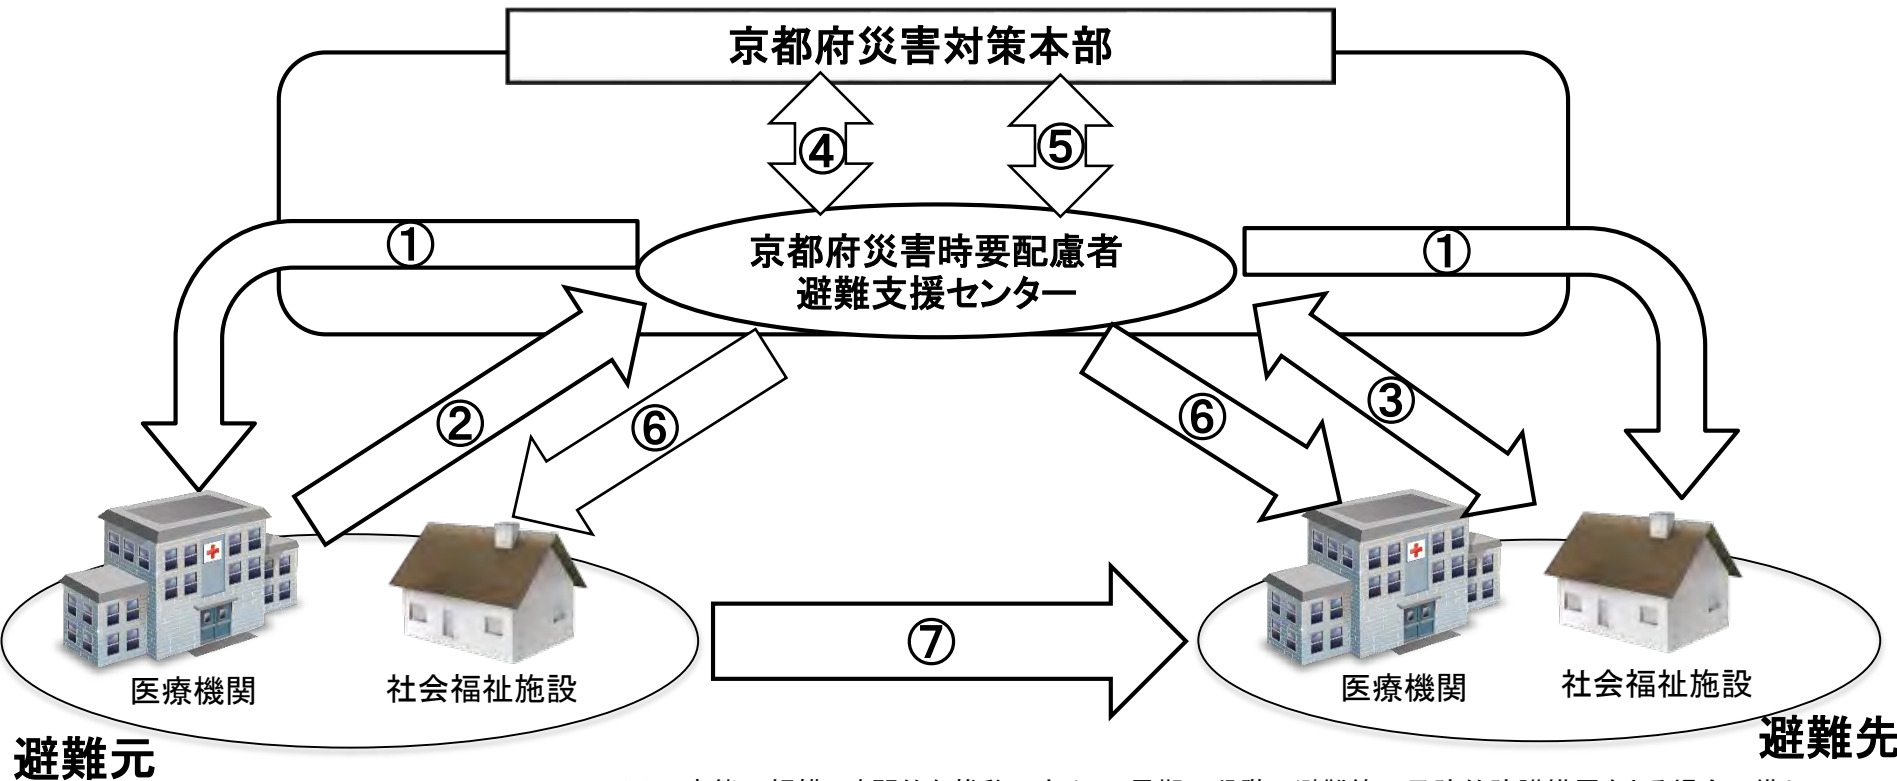 京都府災害対策本部
④
⑤
①
京都府災害時要配慮者
避難支援センター
①
②
⑥
⑥
③
⑦
医療機関
社会福祉施設
医療機関
社会福祉施設
避難元
避難先